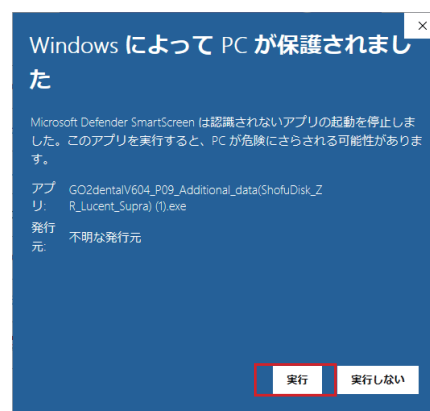 ×
Windows によって PC が保護されまし
た
Microsoft Defender SmartScreen は認識されないアプリの起動を停止しま
した。このアプリを実行すると、PC が危険にさらされる可能性がありま
す。
アプ GO2dentalV604_P09_Additional_data(ShofuDisk_Z
リ: R_Lucent_Supra) (1).exe
発行
元: 不明な発行元
実行 実行しない